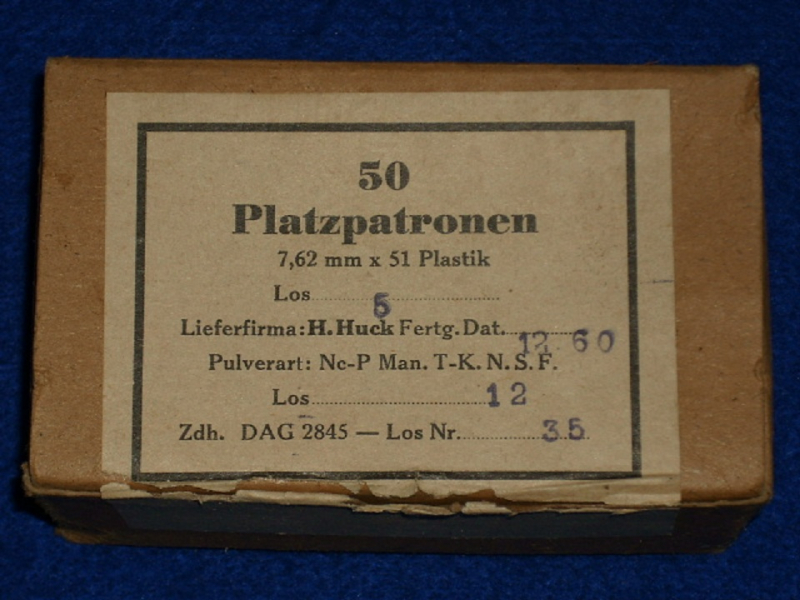 50
Platzpatronen
7,62 mm x 51 Plastik
Los 5
Lieferfirma: H. Huck Fertg. Dat. 12. 60
Pulverart: Nc-P Man. T-K. N. S. F.
Los 12
Zdh. DAG 2845 — Los Nr. 35